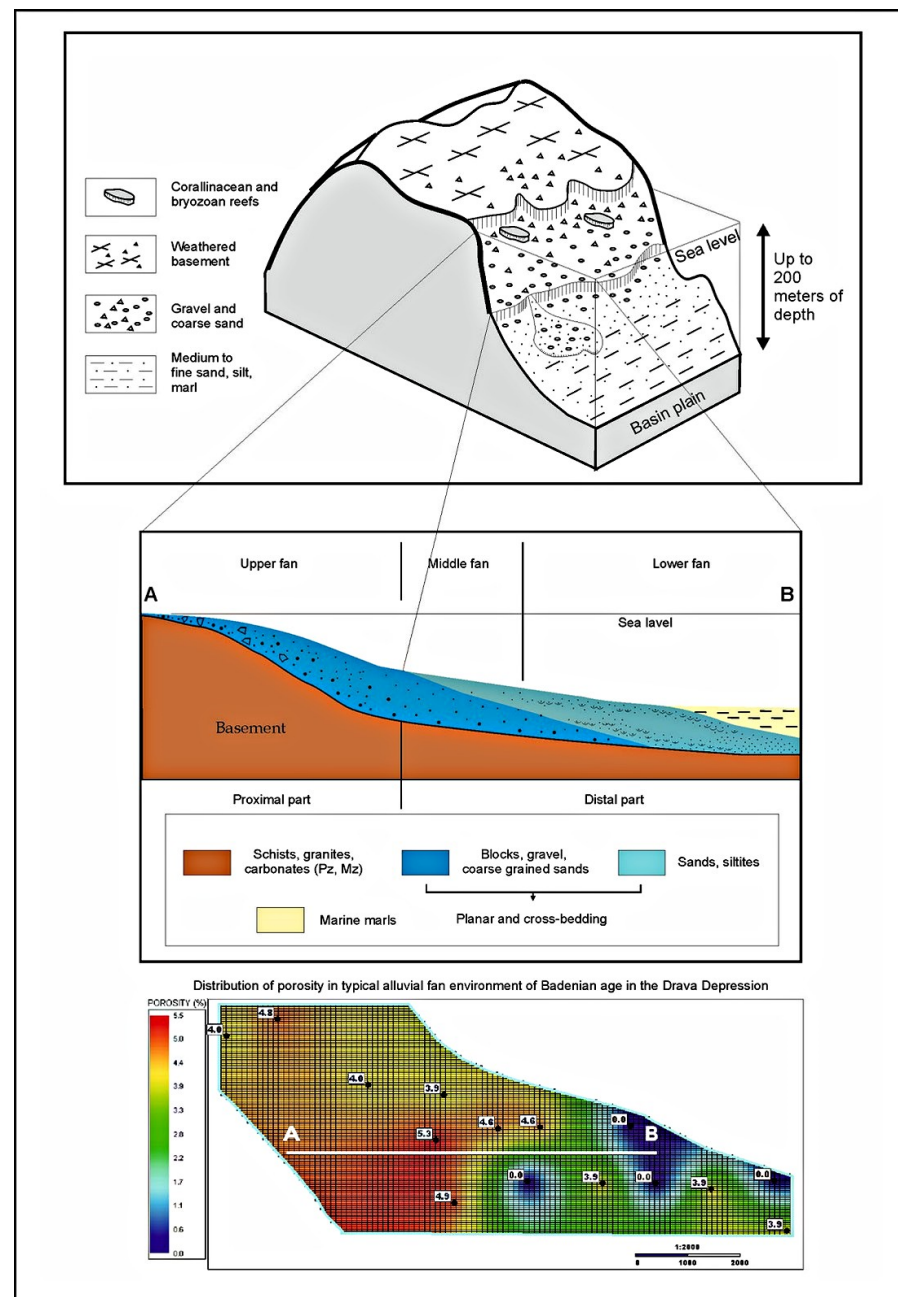 Corallinacean and
bryozoan reefs
Weathered
basement
Gravel and
coarse sand
Medium to
fine sand, silt,
marl
Sea level
Up to
200
meters of
depth
Basin plain
Upper fan
Middle fan
Lower fan
A
B
Sea lavel
Basement
Proximal part
Distal part
Schists, granites,
carbonates (Pz, Mz)
Blocks, gravel,
coarse grained sands
Sands, siltites
Marine marls
Planar and cross-bedding
Distribution of porosity in typical alluvial fan environment of Badenian age in the Drava Depression
POROSITY (%)
5.5
5.0
4.4
3.9
3.3
2.8
2.2
1.7
1.1
0.6
0.0
4.8
4.0
4.0
3.9
4.6
4.6
0.0
5.3
A
B
0.0
3.9
0.0
3.9
0.0
4.9
3.9
1:2000
0 1000 2000